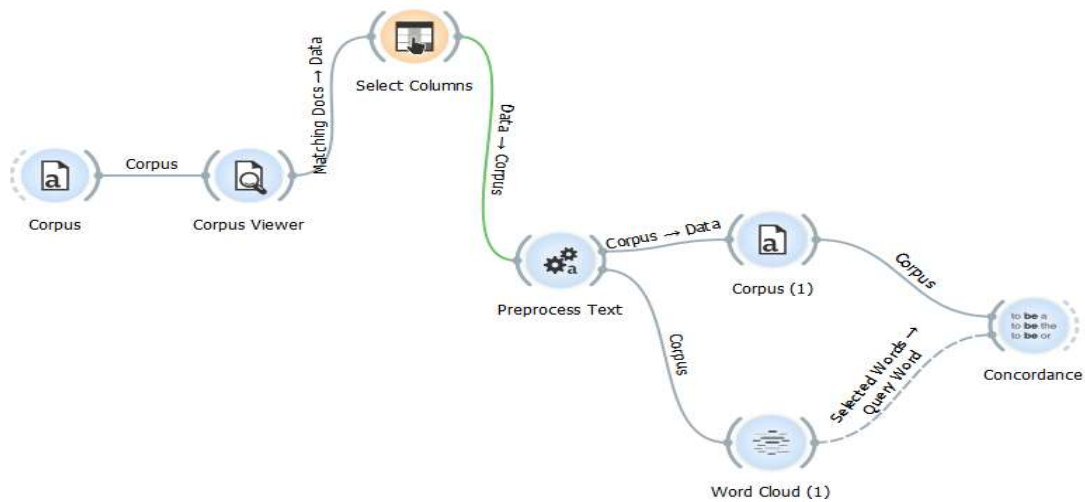 Matching Docs → Data
Select Columns
Data → Corpus
a
Corpus
Corpus
Corpus Viewer
a
Preprocess Text
Corpus → Data
a
Corpus (1)
Corpus
Corpus
Word Cloud (1)
Selected Words →
Query Word
to be a
to be the
to be or
Concordance